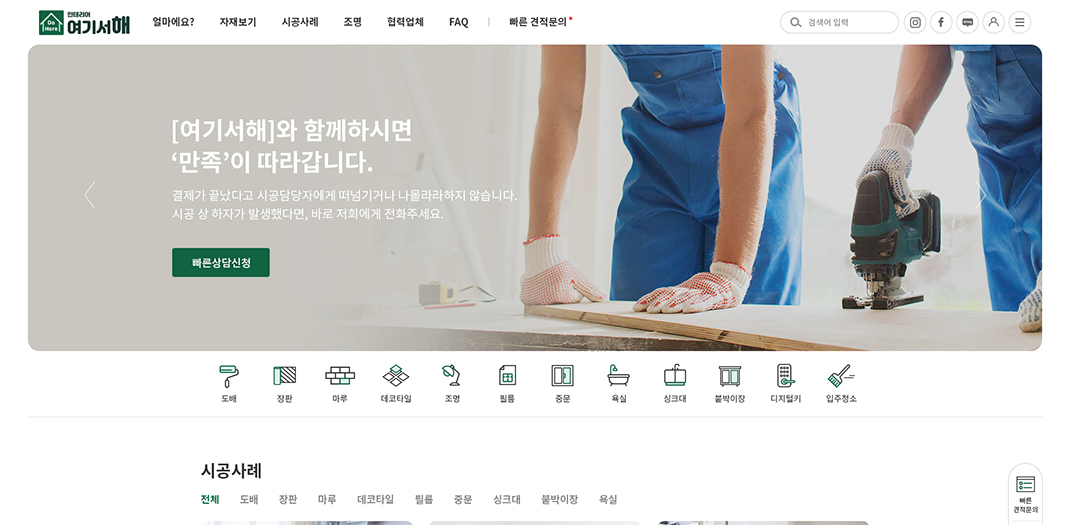 Do
Here
인테리어
여기서해
얼마에요?
자재보기
시공사례
조명
협력업체
FAQ
빠른 견적문의
검색어 입력
[여기서해]와 함께하시면
‘만족’이 따라갑니다.
결제가 끝났다고 시공담당자에게 떠넘기거나 나몰라라하지 않습니다.
시공 상 하자가 발생했다면, 바로 저희에게 전화주세요.
빠른상담신청
도배
장판
마루
데코타일
조명
필름
중문
욕실
싱크대
붙박이장
디지털키
입주청소
시공사례
전체
도배
장판
마루
데코타일
필름
중문
싱크대
붙박이장
욕실
빠른
견적문의